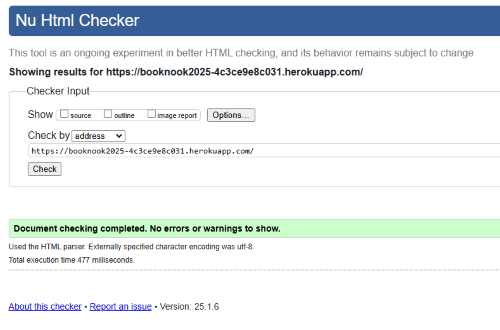 Nu Html Checker
This tool is an ongoing experiment in better HTML checking, and its behavior remains subject to change
Showing results for https://booknook2025-4c3ce9e8c031.herokuapp.com/
Checker Input
Show source outline image report Options...
Check by address
https://booknook2025-4c3ce9e8c031.herokuapp.com/
Check
Document checking completed. No errors or warnings to show.
Used the HTML parser. Externally specified character encoding was utf-8.
Total execution time 477 milliseconds.
About this checker • Report an issue • Version: 25.1.6